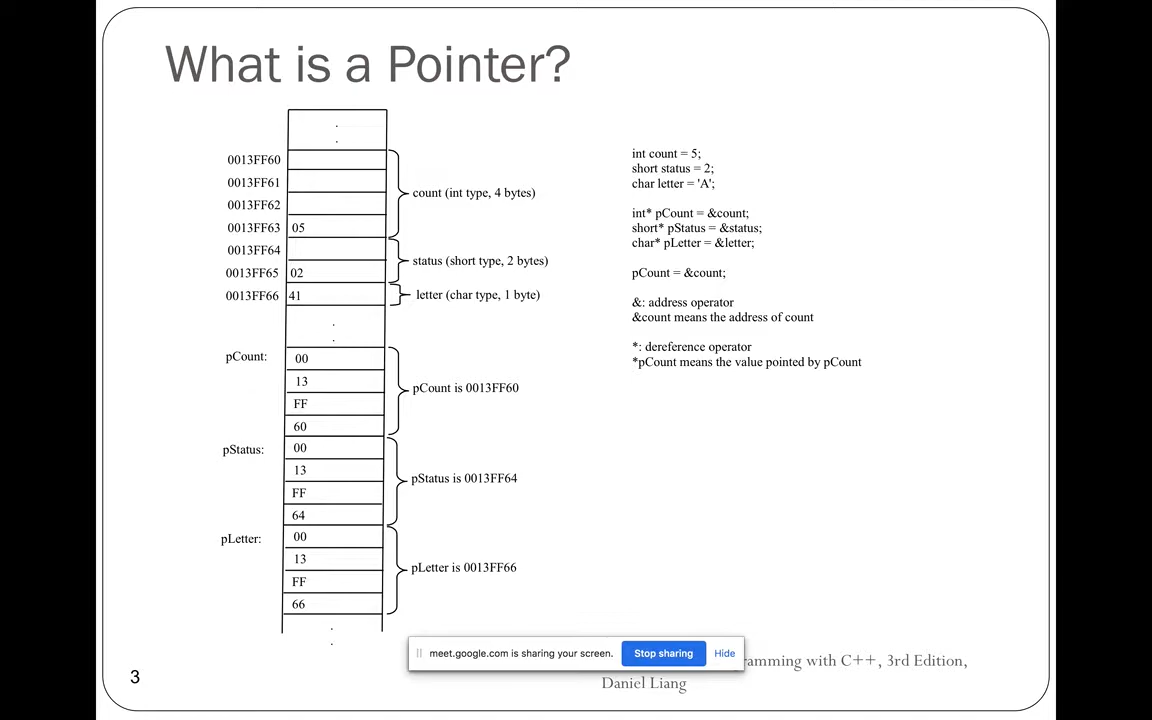 What is a Pointer?
0013FF60
0013FF61
0013FF62
0013FF63 05
0013FF64
0013FF65 02
0013FF66 41
count (int type, 4 bytes)
status (short type, 2 bytes)
letter (char type, 1 byte)
pCount: 00
13
FF
60
pCount is 0013FF60
pStatus: 00
13
FF
64
pStatus is 0013FF64
pLetter: 00
13
FF
66
pLetter is 0013FF66
int count = 5;
short status = 2;
char letter = 'A';
int* pCount = &count;
short* pStatus = &status;
char* pLetter = &letter;
pCount = &count;
&: address operator
&count means the address of count
*: dereference operator
*pCount means the value pointed by pCount
meet.google.com is sharing your screen. Stop sharing Hide
with C++, 3rd Edition,
Daniel Liang
3